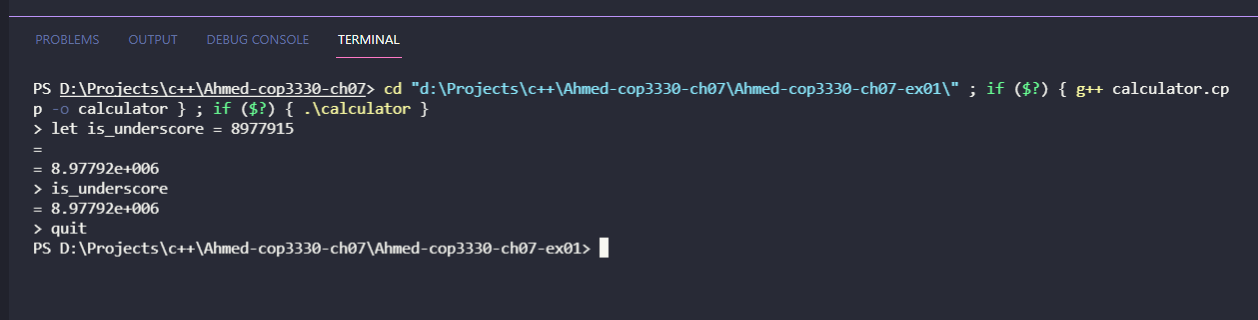 PROBLEMS OUTPUT DEBUG CONSOLE TERMINAL
PS D:\Projects\c++\Ahmed-cop3330-ch07> cd "d:\Projects\c++\Ahmed-cop3330-ch07\Ahmed-cop3330-ch07-ex01\" ; if ($?) { g++ calculator.cp
p -o calculator } ; if ($?) { .\calculator }
> let is_underscore = 8977915
=
= 8.97792e+006
> is_underscore
= 8.97792e+006
> quit
PS D:\Projects\c++\Ahmed-cop3330-ch07\Ahmed-cop3330-ch07-ex01>